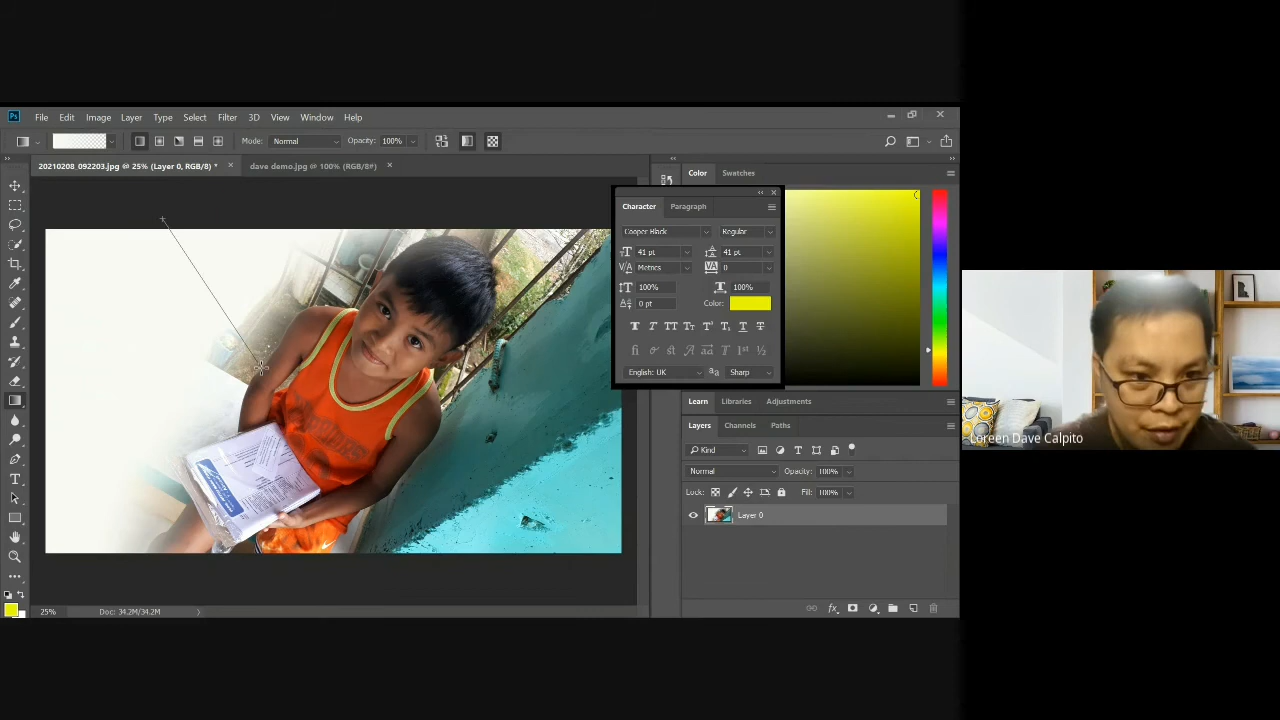 Ps File Edit Image Layer Type Select Filter 3D View Window Help
Mode: Normal Opacity: 100%
20210208_092203.jpg @ 25% (Layer 0, RGB/8) * × dave demo.jpg @ 100% (RGB/8#) ×
Color Swatches
Character Paragraph
Cooper Black Regular
41 pt 41 pt
Metrics 0
100% 100%
0 pt Color:
English: UK Sharp
Learn Libraries Adjustments
Layers Channels Paths
Kind
Normal Opacity: 100%
Lock: Fill: 100%
Layer 0
25% Doc: 34.2M/34.2M
Loreen Dave Calpito